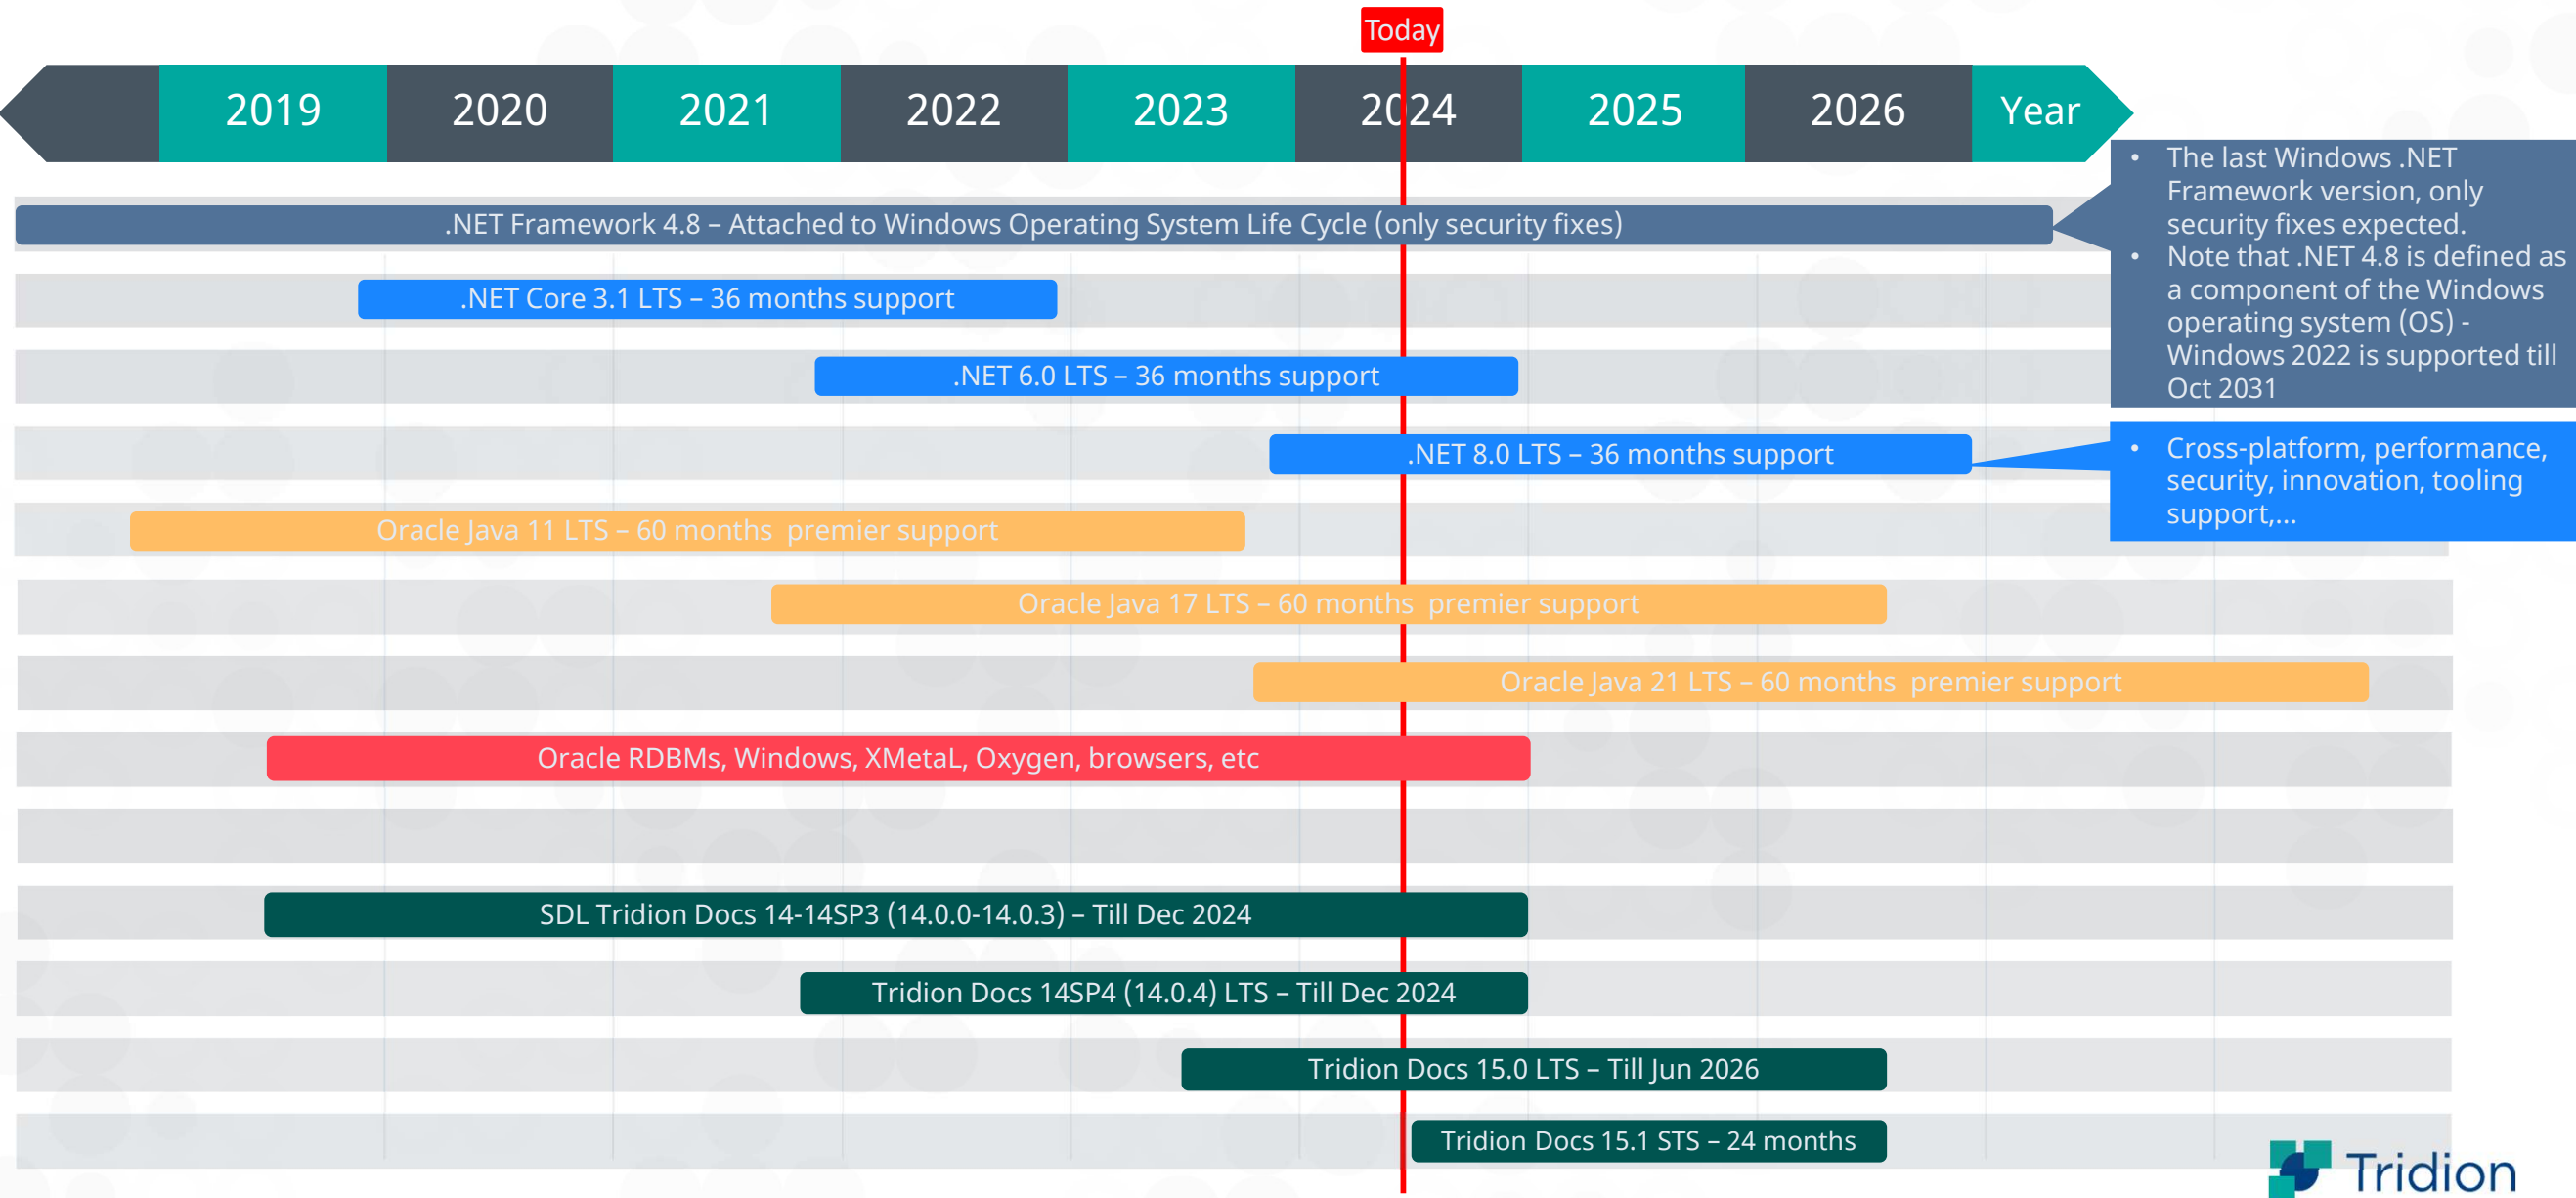 Today
2019 2020 2021 2022 2023 2024 2025 2026 Year
.NET Framework 4.8 – Attached to Windows Operating System Life Cycle (only security fixes)
• The last Windows .NET
Framework version, only
security fixes expected.
• Note that .NET 4.8 is defined as
a component of the Windows
operating system (OS) -
Windows 2022 is supported till
Oct 2031
.NET Core 3.1 LTS – 36 months support
.NET 6.0 LTS – 36 months support
.NET 8.0 LTS – 36 months support
• Cross-platform, performance,
security, innovation, tooling
support,...
Oracle Java 11 LTS – 60 months  premier support
Oracle Java 17 LTS – 60 months  premier support
Oracle Java 21 LTS – 60 months  premier support
Oracle RDBMs, Windows, XMetaL, Oxygen, browsers, etc
SDL Tridion Docs 14-14SP3 (14.0.0-14.0.3) – Till Dec 2024
Tridion Docs 14SP4 (14.0.4) LTS – Till Dec 2024
Tridion Docs 15.0 LTS – Till Jun 2026
Tridion Docs 15.1 STS – 24 months
Tridion